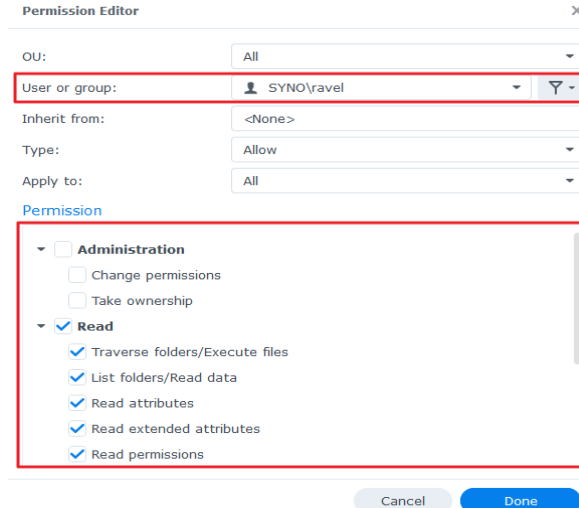 Permission Editor
OU: All
User or group: SYNO\ravel
Inherit from: <None>
Type: Allow
Apply to: All
Permission
Administration
Change permissions
Take ownership
Read
Traverse folders/Execute files
List folders/Read data
Read attributes
Read extended attributes
Read permissions
Cancel Done